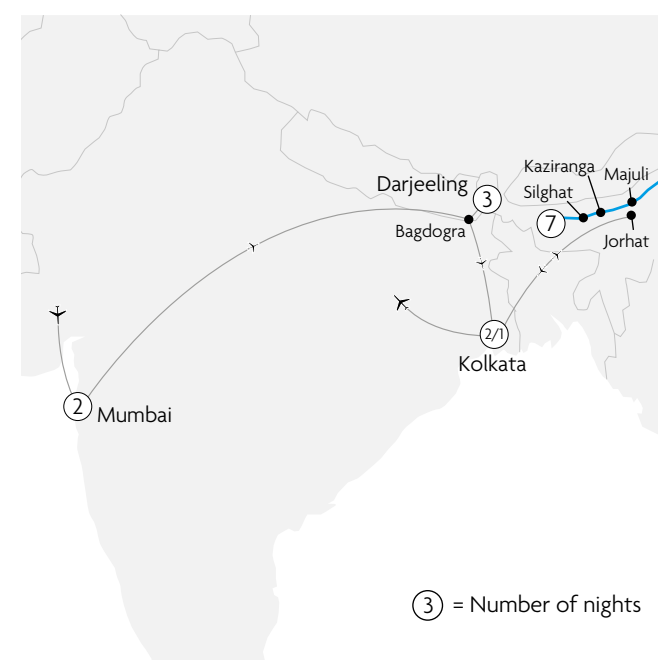 Kaziranga
Majuli
Silghat
Darjeeling
3
7
Bagdogra
Jorhat
2/1
Kolkata
2
Mumbai
3 = Number of nights